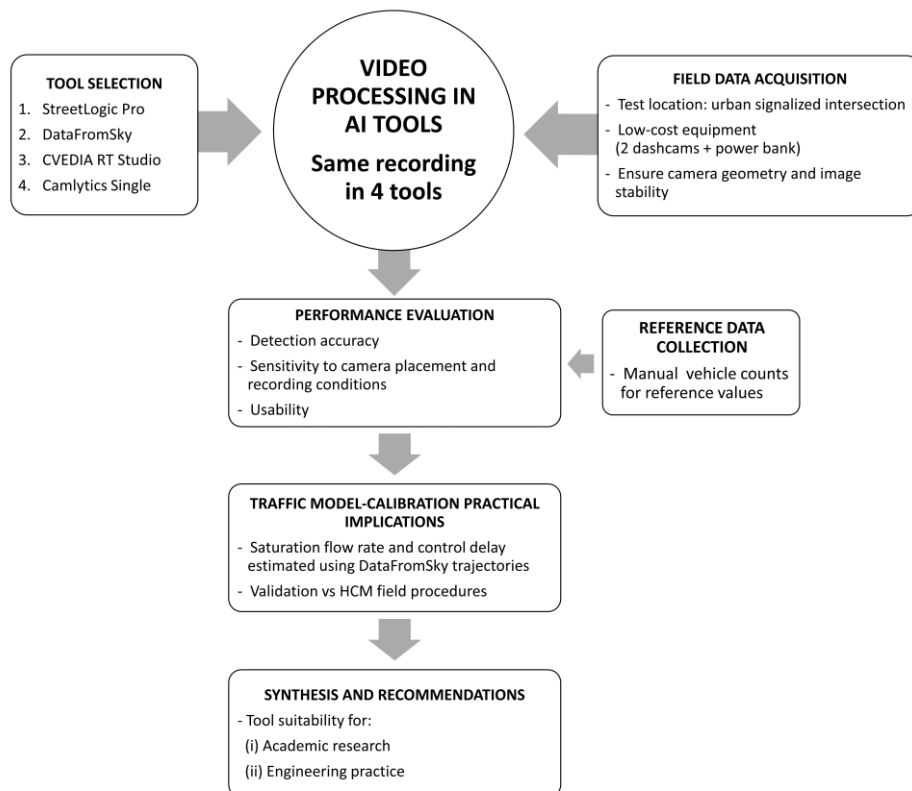 TOOL SELECTION
1. StreetLogic Pro
2. DataFromSky
3. CVEDIA RT Studio
4. Camlytics Single
VIDEO
PROCESSING IN
AI TOOLS
Same recording
in 4 tools
FIELD DATA ACQUISITION
- Test location: urban signalized intersection
- Low-cost equipment
(2 dashcams + power bank)
- Ensure camera geometry and image
stability
PERFORMANCE EVALUATION
- Detection accuracy
- Sensitivity to camera placement and
recording conditions
- Usability
REFERENCE DATA
COLLECTION
- Manual vehicle counts
for reference values
TRAFFIC MODEL-CALIBRATION PRACTICAL
IMPLICATIONS
- Saturation flow rate and control delay
estimated using DataFromSky trajectories
- Validation vs HCM field procedures
SYNTHESIS AND RECOMMENDATIONS
- Tool suitability for:
(i) Academic research
(ii) Engineering practice